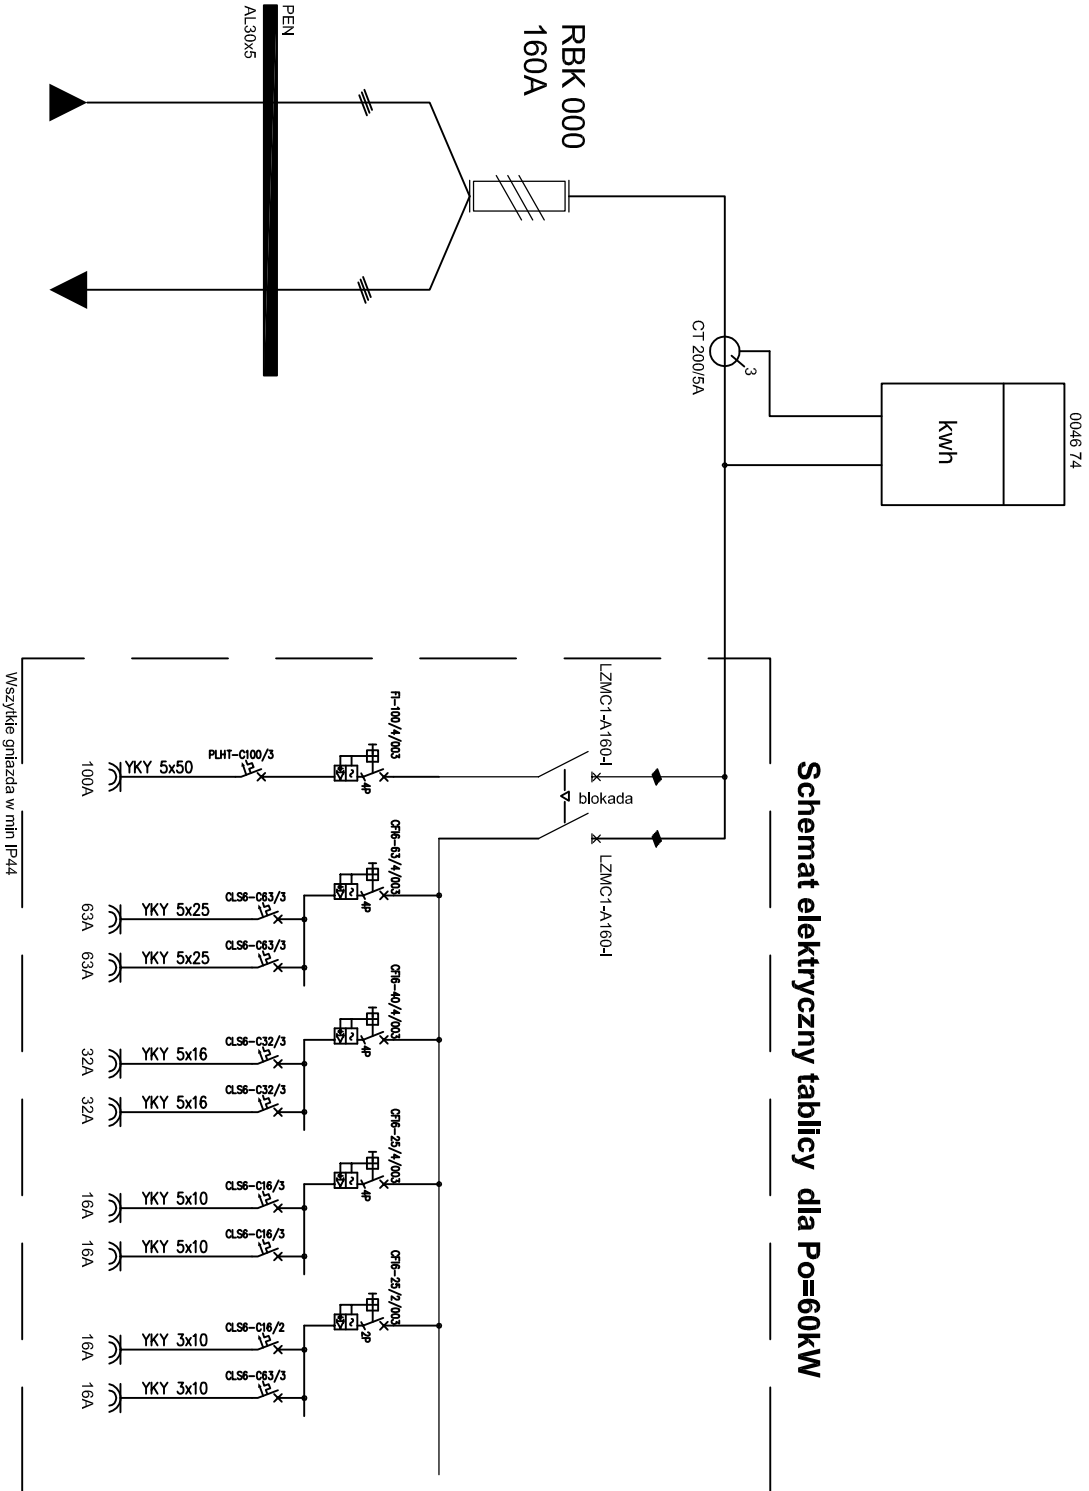 Schemat elektryczny tablicy dla Po=60kW
0046 74
kwh
3
CT 200/5A
RBK 000
160A
PEN
AL30x5
LZMC1-A160-I
blokada
LZMC1-A160-I
FI-100/4/003
4P
PLHT-C100/3
YKY 5x50
100A
CFI6-63/4/003
4P
CLS6-C63/3
YKY 5x25
63A
CLS6-C63/3
YKY 5x25
63A
CFI6-40/4/003
4P
CLS6-C32/3
YKY 5x16
32A
CLS6-C32/3
YKY 5x16
32A
CFI6-25/4/003
4P
CLS6-C16/3
YKY 5x10
16A
CLS6-C16/3
YKY 5x10
16A
CFI6-25/2/003
2P
CLS6-C16/2
YKY 3x10
16A
CLS6-C63/3
YKY 3x10
16A
Wszytkie gniazda w min IP44